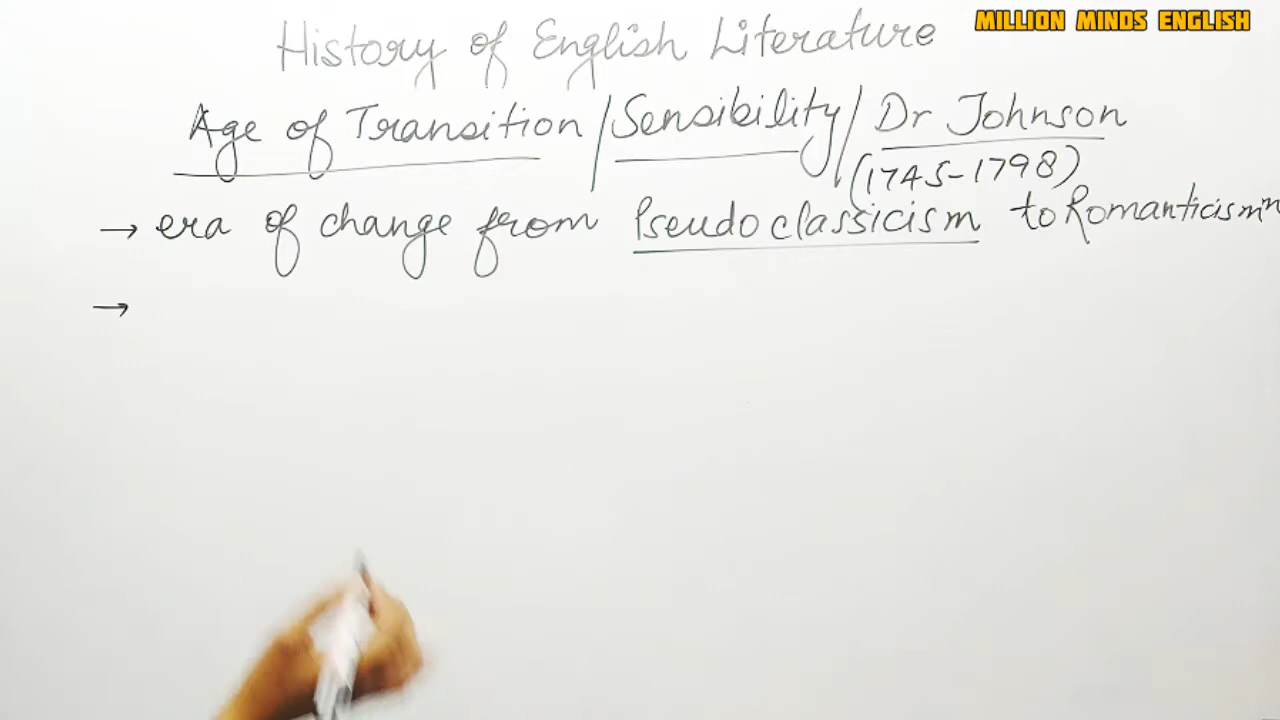 MILLION MINDS ENGLISH
History of English Literature
Age of Transition / Sensibility / Dr Johnson
(1745-1798)
→ era of change from Pseudoclassicism to Romanticismm
→